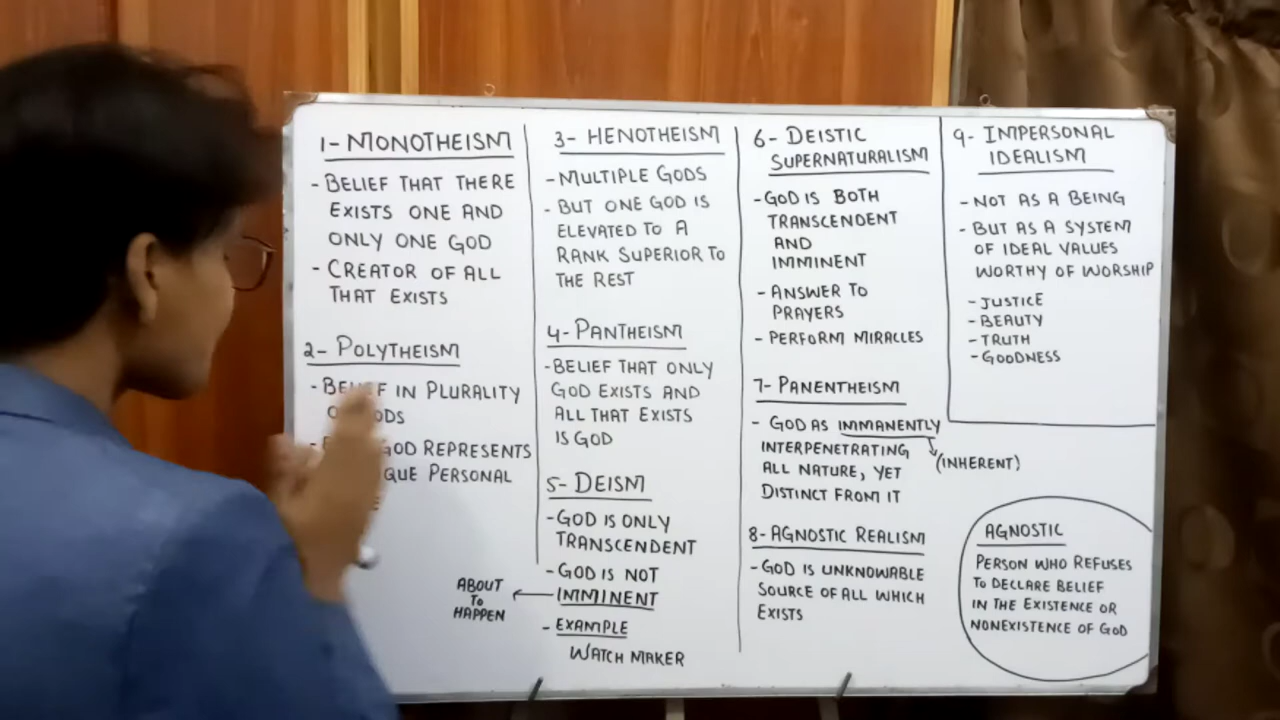 1- MONOTHEISM
- BELIEF THAT THERE
EXISTS ONE AND
ONLY ONE GOD
- CREATOR OF ALL
THAT EXISTS
2- POLYTHEISM
- BELIEF IN PLURALITY
GOD REPRESENTS
PERSONAL
3- HENOTHEISM
- MULTIPLE GODS
- BUT ONE GOD IS
ELEVATED TO A
RANK SUPERIOR TO
THE REST
4- PANTHEISM
- BELIEF THAT ONLY
GOD EXISTS AND
ALL THAT EXISTS
IS GOD
5- DEISM
- GOD IS ONLY
TRANSCENDENT
- GOD IS NOT
IMMINENT
ABOUT
TO
HAPPEN
- EXAMPLE
WATCH MAKER
6- DEISTIC
SUPERNATURALISM
- GOD IS BOTH
TRANSCENDENT
AND
IMMINENT
- ANSWER TO
PRAYERS
- PERFORM MIRACLES
7- PANENTHEISM
- GOD AS IMMANENTLY
INTERPENETRATING
ALL NATURE, YET
DISTINCT FROM IT
(INHERENT)
8- AGNOSTIC REALISM
- GOD IS UNKNOWABLE
SOURCE OF ALL WHICH
EXISTS
9- IMPERSONAL
IDEALISM
- NOT AS A BEING
- BUT AS A SYSTEM
OF IDEAL VALUES
WORTHY OF WORSHIP
- JUSTICE
- BEAUTY
- TRUTH
- GOODNESS
AGNOSTIC
PERSON WHO REFUSES
TO DECLARE BELIEF
IN THE EXISTENCE OR
NONEXISTENCE OF GOD